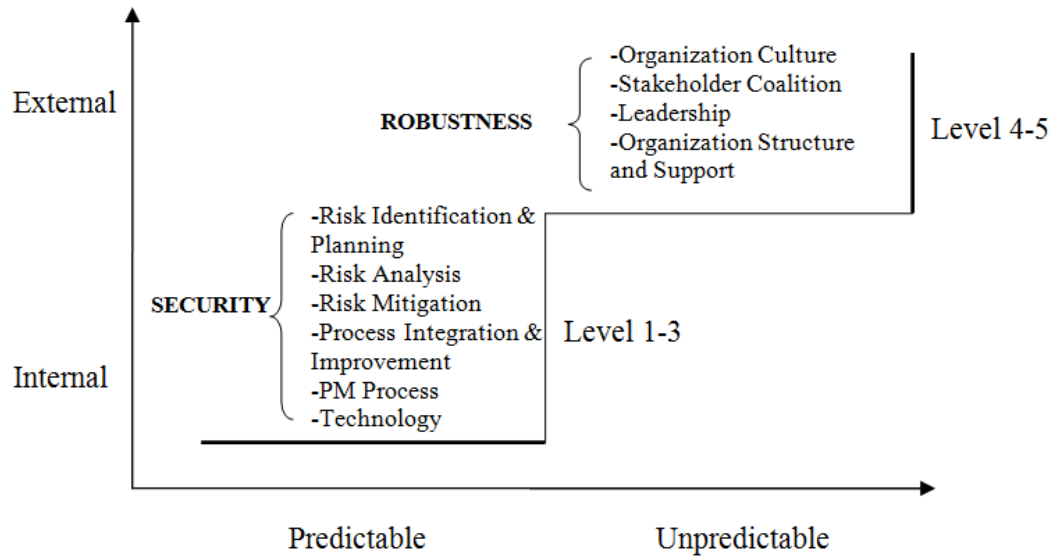 External
ROBUSTNESS
-Organization Culture
-Stakeholder Coalition
-Leadership
-Organization Structure
and Support
Level 4-5
Internal
SECURITY
-Risk Identification &
Planning
-Risk Analysis
-Risk Mitigation
-Process Integration &
Improvement
-PM Process
-Technology
Level 1-3
Predictable
Unpredictable